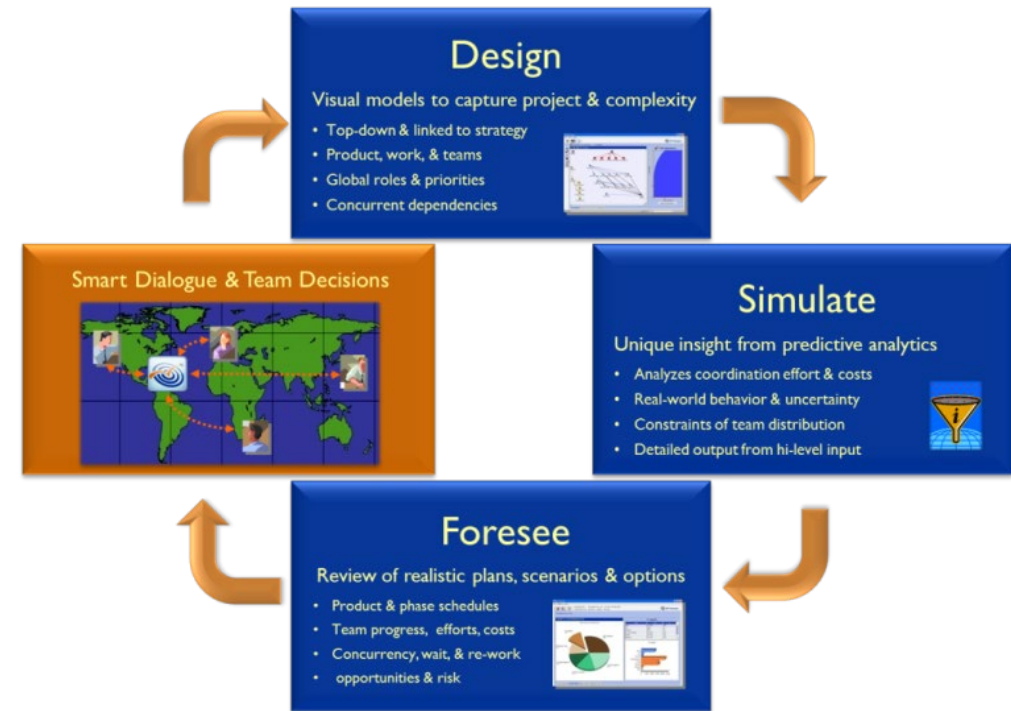 Design
Visual models to capture project & complexity
• Top-down & linked to strategy
• Product, work, & teams
• Global roles & priorities
• Concurrent dependencies
Smart Dialogue & Team Decisions
Simulate
Unique insight from predictive analytics
• Analyzes coordination effort & costs
• Real-world behavior & uncertainty
• Constraints of team distribution
• Detailed output from hi-level input
i
Foresee
Review of realistic plans, scenarios & options
• Product & phase schedules
• Team progress, efforts, costs
• Concurrency, wait, & re-work
• opportunities & risk